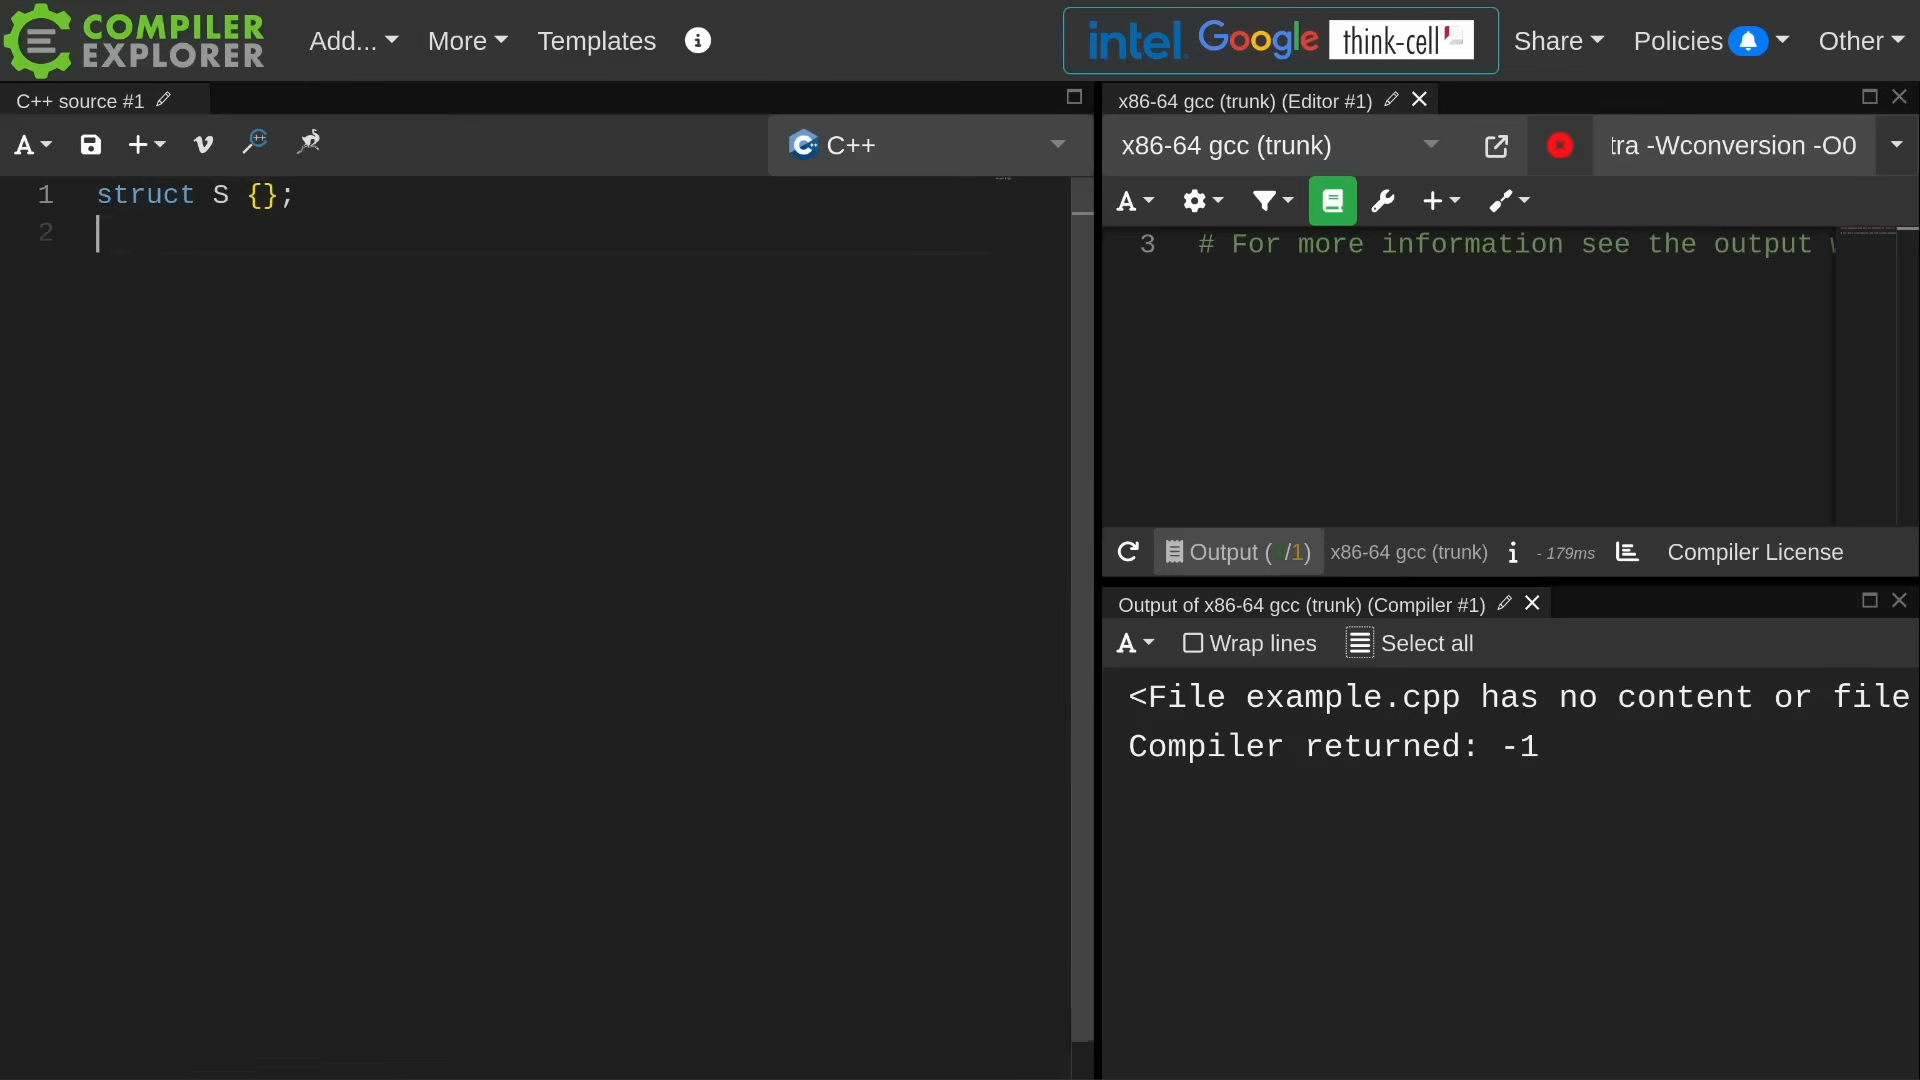 COMPILER EXPLORER Add... More Templates intel. Google think-cell Share Policies Other
C++ source #1
C++
1 struct S {};
2
x86-64 gcc (trunk) (Editor #1)
x86-64 gcc (trunk) tra -Wconversion -O0
3 # For more information see the output
Output ( /1) x86-64 gcc (trunk) - 179ms Compiler License
Output of x86-64 gcc (trunk) (Compiler #1)
A Wrap lines Select all
<File example.cpp has no content or file
Compiler returned: -1